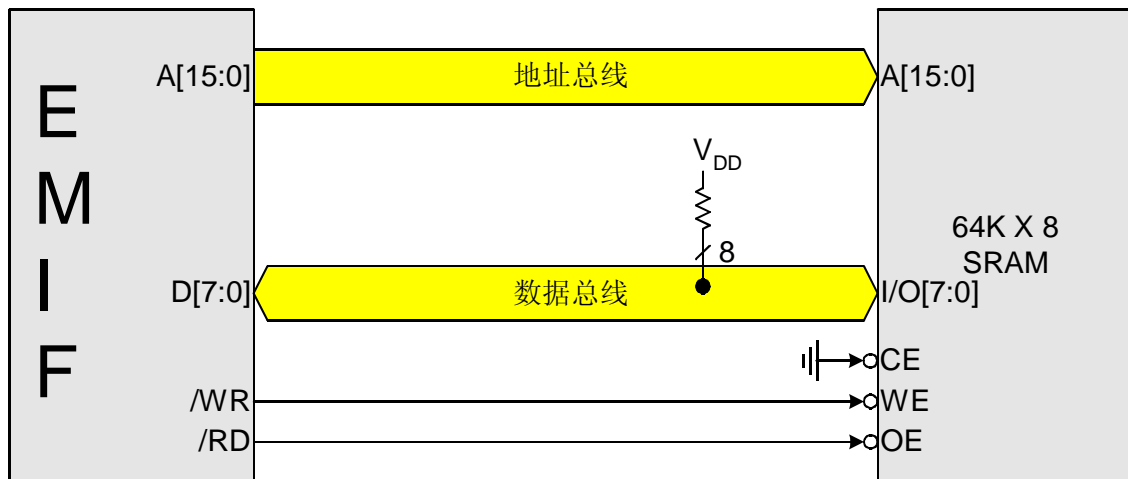 EMIF
A[15:0]
地址总线
A[15:0]
VDD
8
64K X 8
SRAM
D[7:0]
数据总线
I/O[7:0]
CE
/WR
WE
/RD
OE